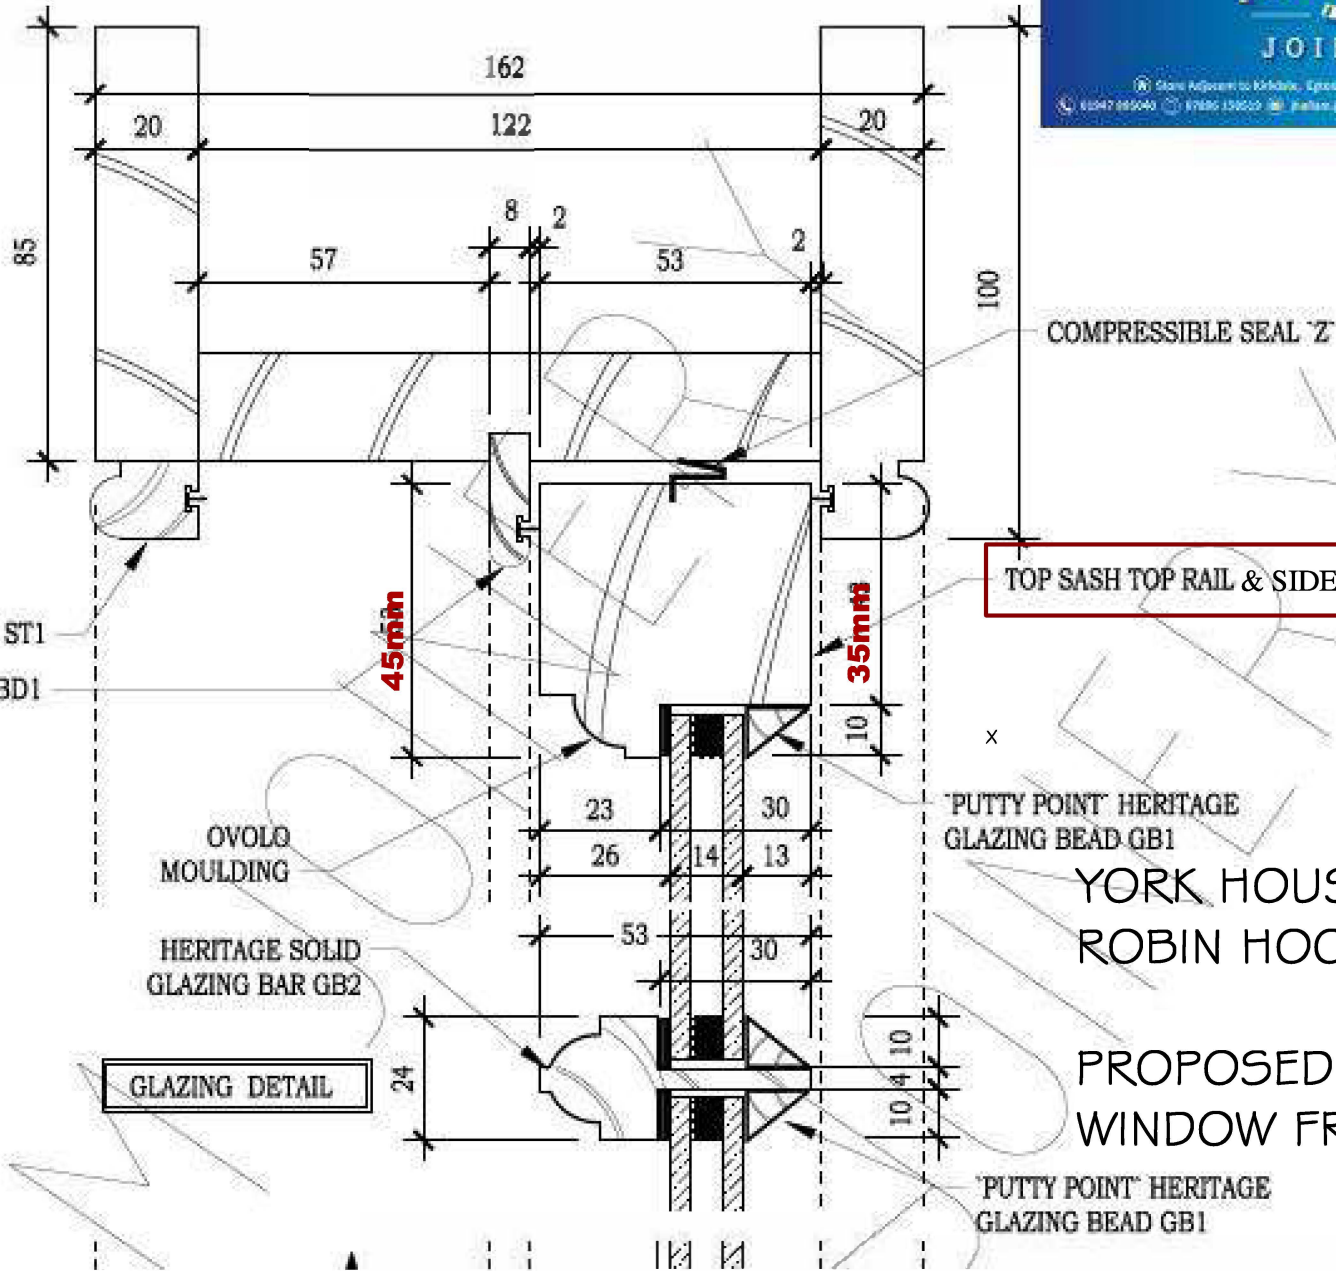 JOI
162
20
122
20
8
2
85
57
53
2
100
COMPRESSIBLE SEAL "Z"
TOP SASH TOP RAIL & SIDE
ST1
45mm
35mm
BD1
10
x
23
30
"PUTTY POINT" HERITAGE
GLAZING BEAD GB1
OVOLO
MOULDING
26
14
13
YORK HOUS
ROBIN HOO
53
30
HERITAGE SOLID
GLAZING BAR GB2
GLAZING DETAIL
24
10
4
10
PROPOSED
WINDOW FR
"PUTTY POINT" HERITAGE
GLAZING BEAD GB1